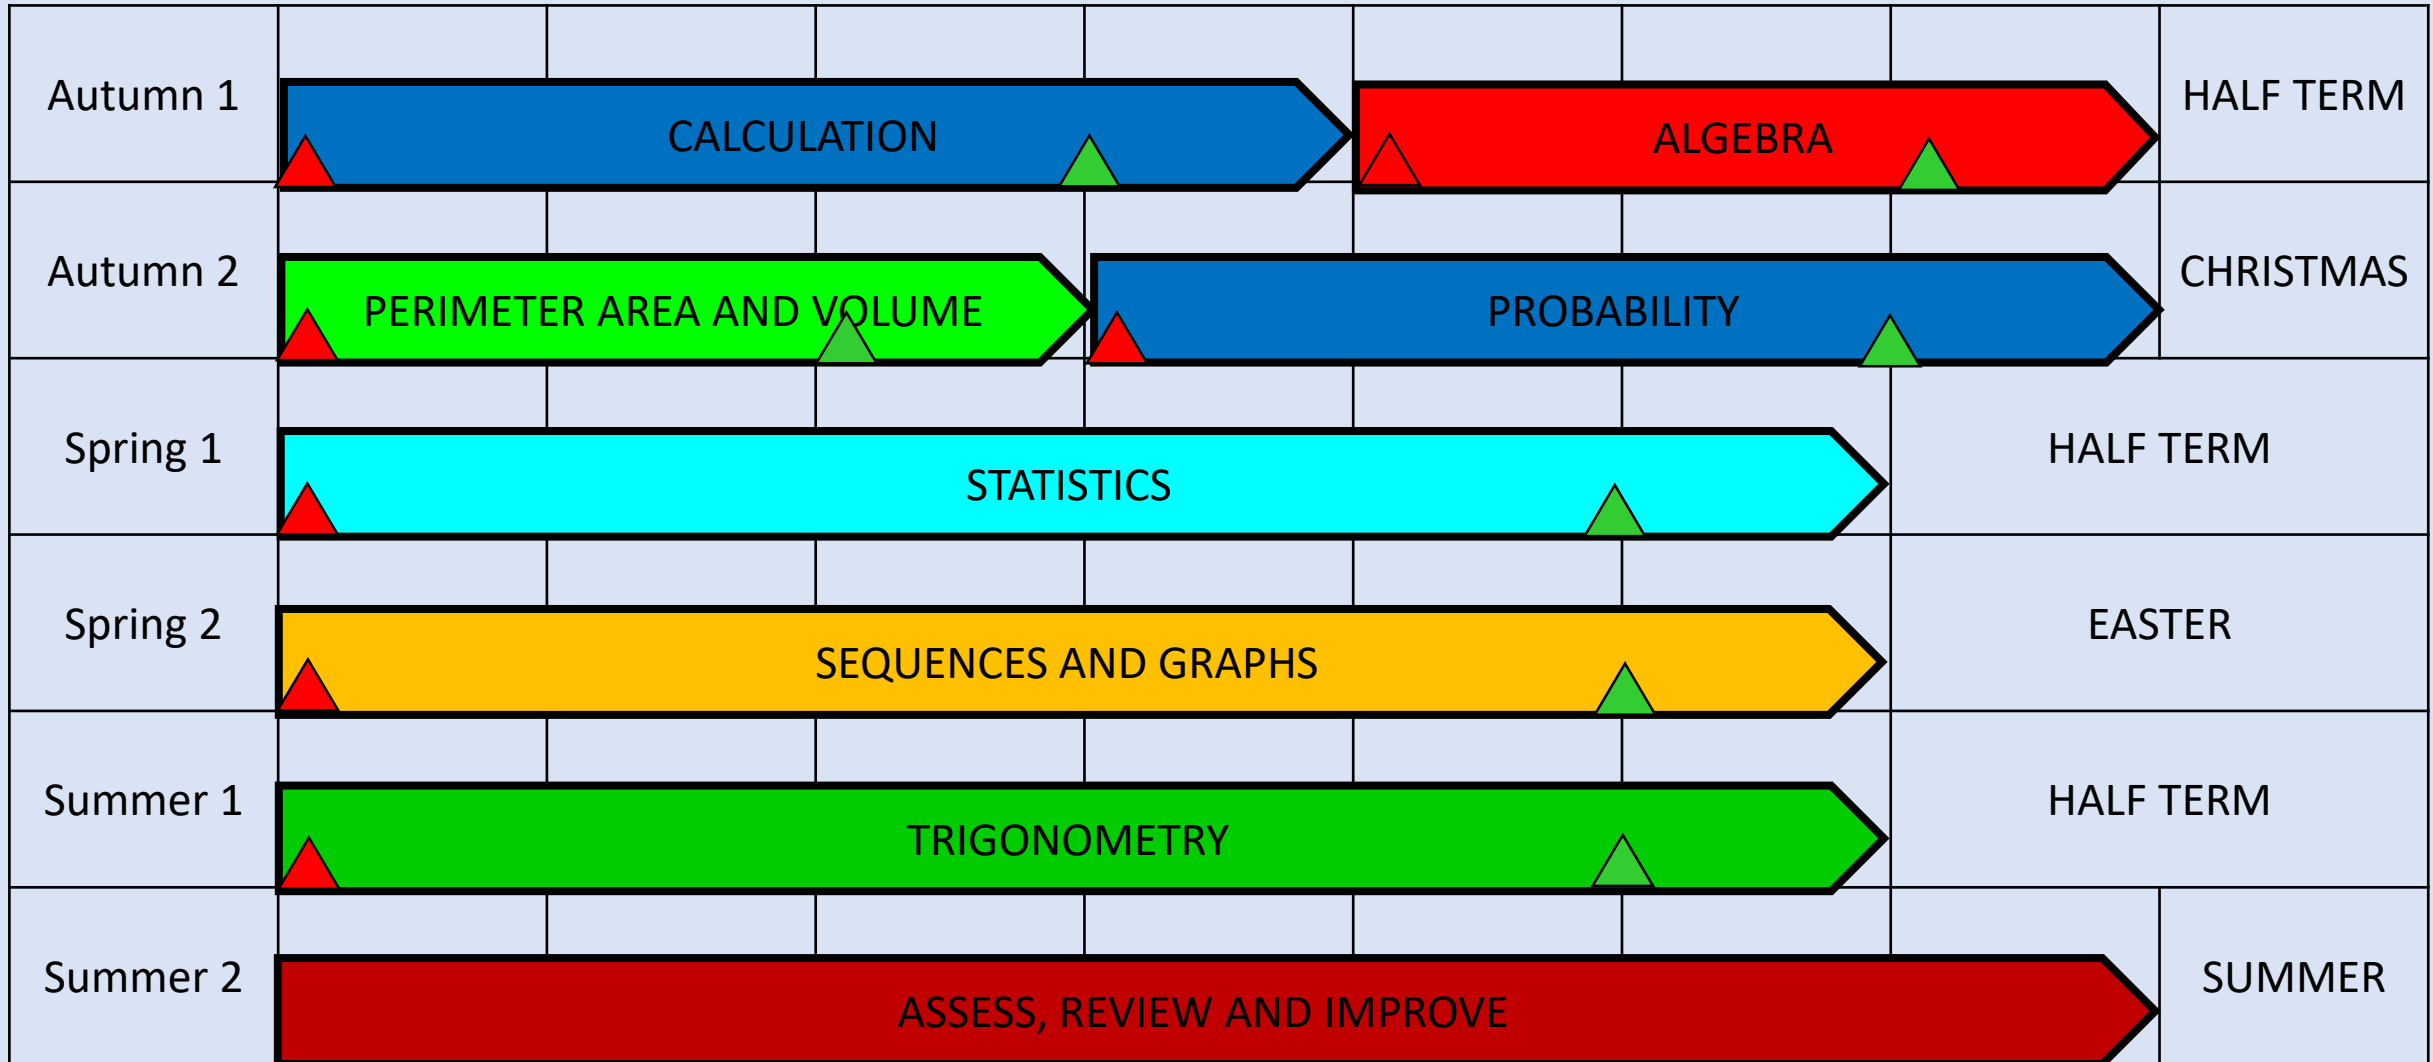 Autumn 1
CALCULATION
ALGEBRA
HALF TERM
Autumn 2
PERIMETER AREA AND VOLUME
PROBABILITY
CHRISTMAS
Spring 1
STATISTICS
HALF TERM
Spring 2
SEQUENCES AND GRAPHS
EASTER
Summer 1
TRIGONOMETRY
HALF TERM
Summer 2
ASSESS, REVIEW AND IMPROVE
SUMMER